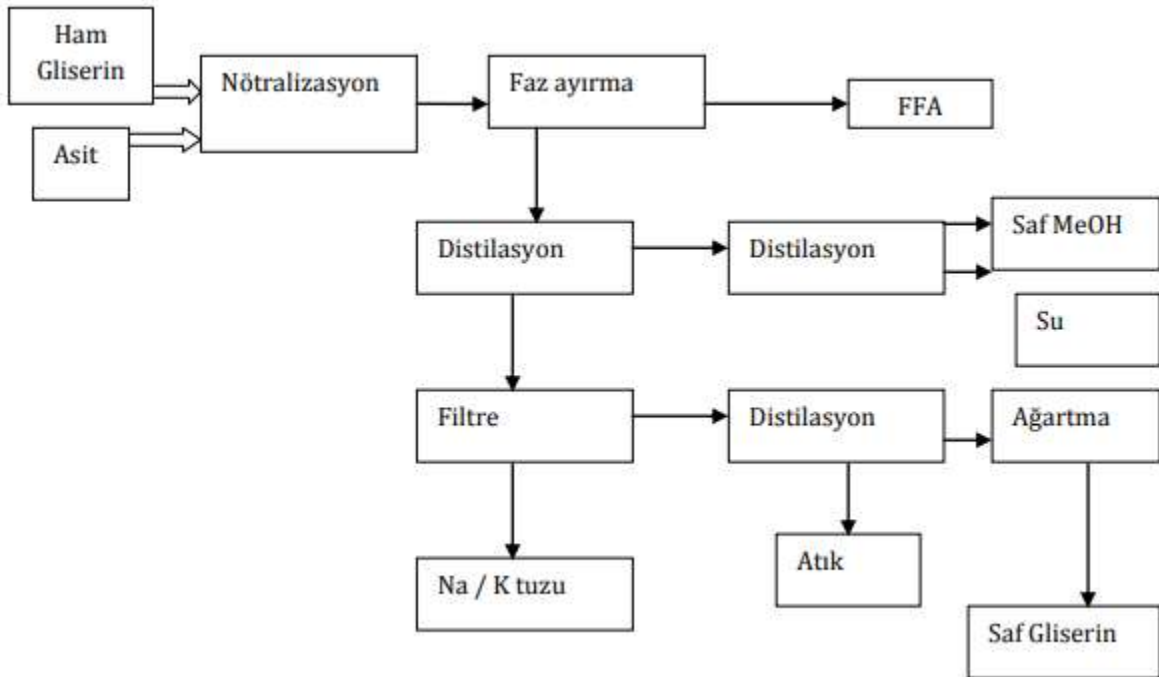 Ham
Gliserin
Nötralizasyon
Faz ayırma
FFA
Asit
Distilasyon
Distilasyon
Saf MeOH
Su
Filtre
Distilasyon
Ağartma
Na / K tuzu
Atık
Saf Gliserin